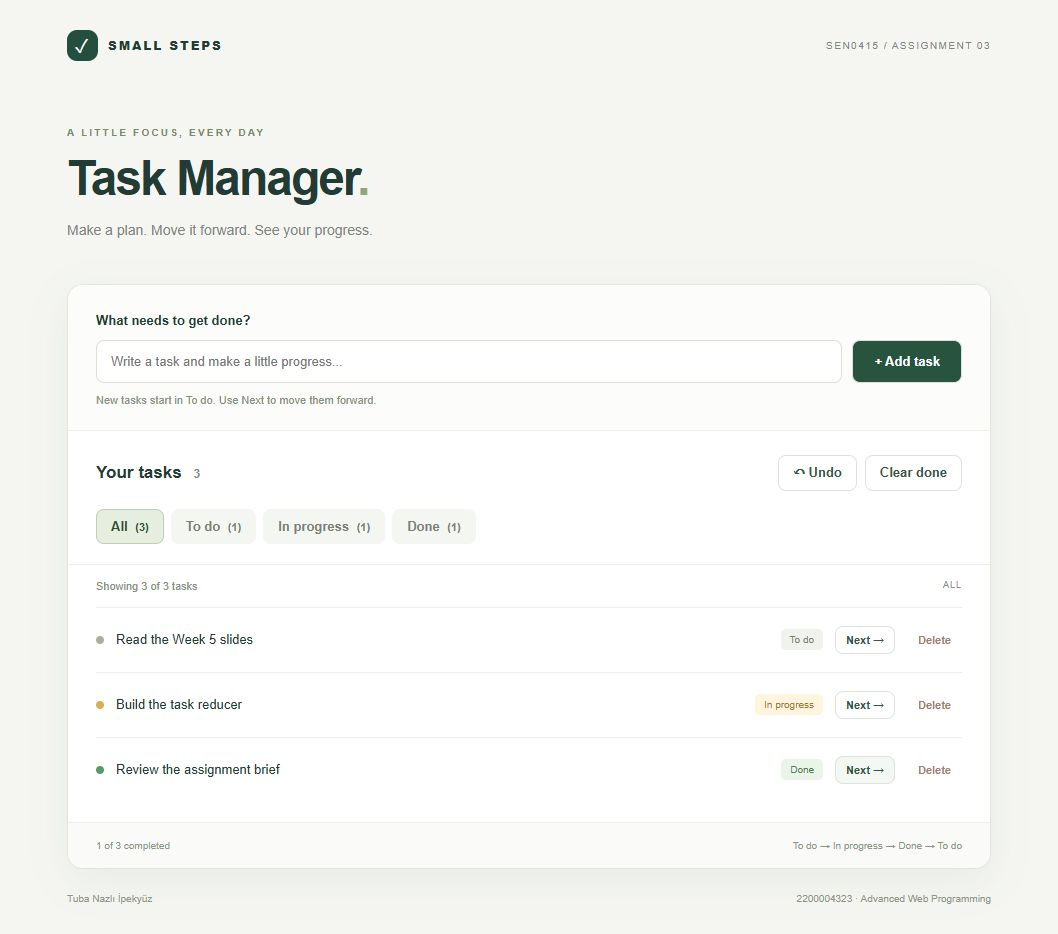 ✓ SMALL STEPS
SEN0415 / ASSIGNMENT 03
A LITTLE FOCUS, EVERY DAY
Task Manager.
Make a plan. Move it forward. See your progress.
What needs to get done?
Write a task and make a little progress...
+ Add task
New tasks start in To do. Use Next to move them forward.
Your tasks 3
↶ Undo
Clear done
All (3)
To do (1)
In progress (1)
Done (1)
Showing 3 of 3 tasks
ALL
Read the Week 5 slides
To do
Next →
Delete
Build the task reducer
In progress
Next →
Delete
Review the assignment brief
Done
Next →
Delete
1 of 3 completed
To do → In progress → Done → To do
Tuba Nazlı İpekyüz
2200004323 · Advanced Web Programming